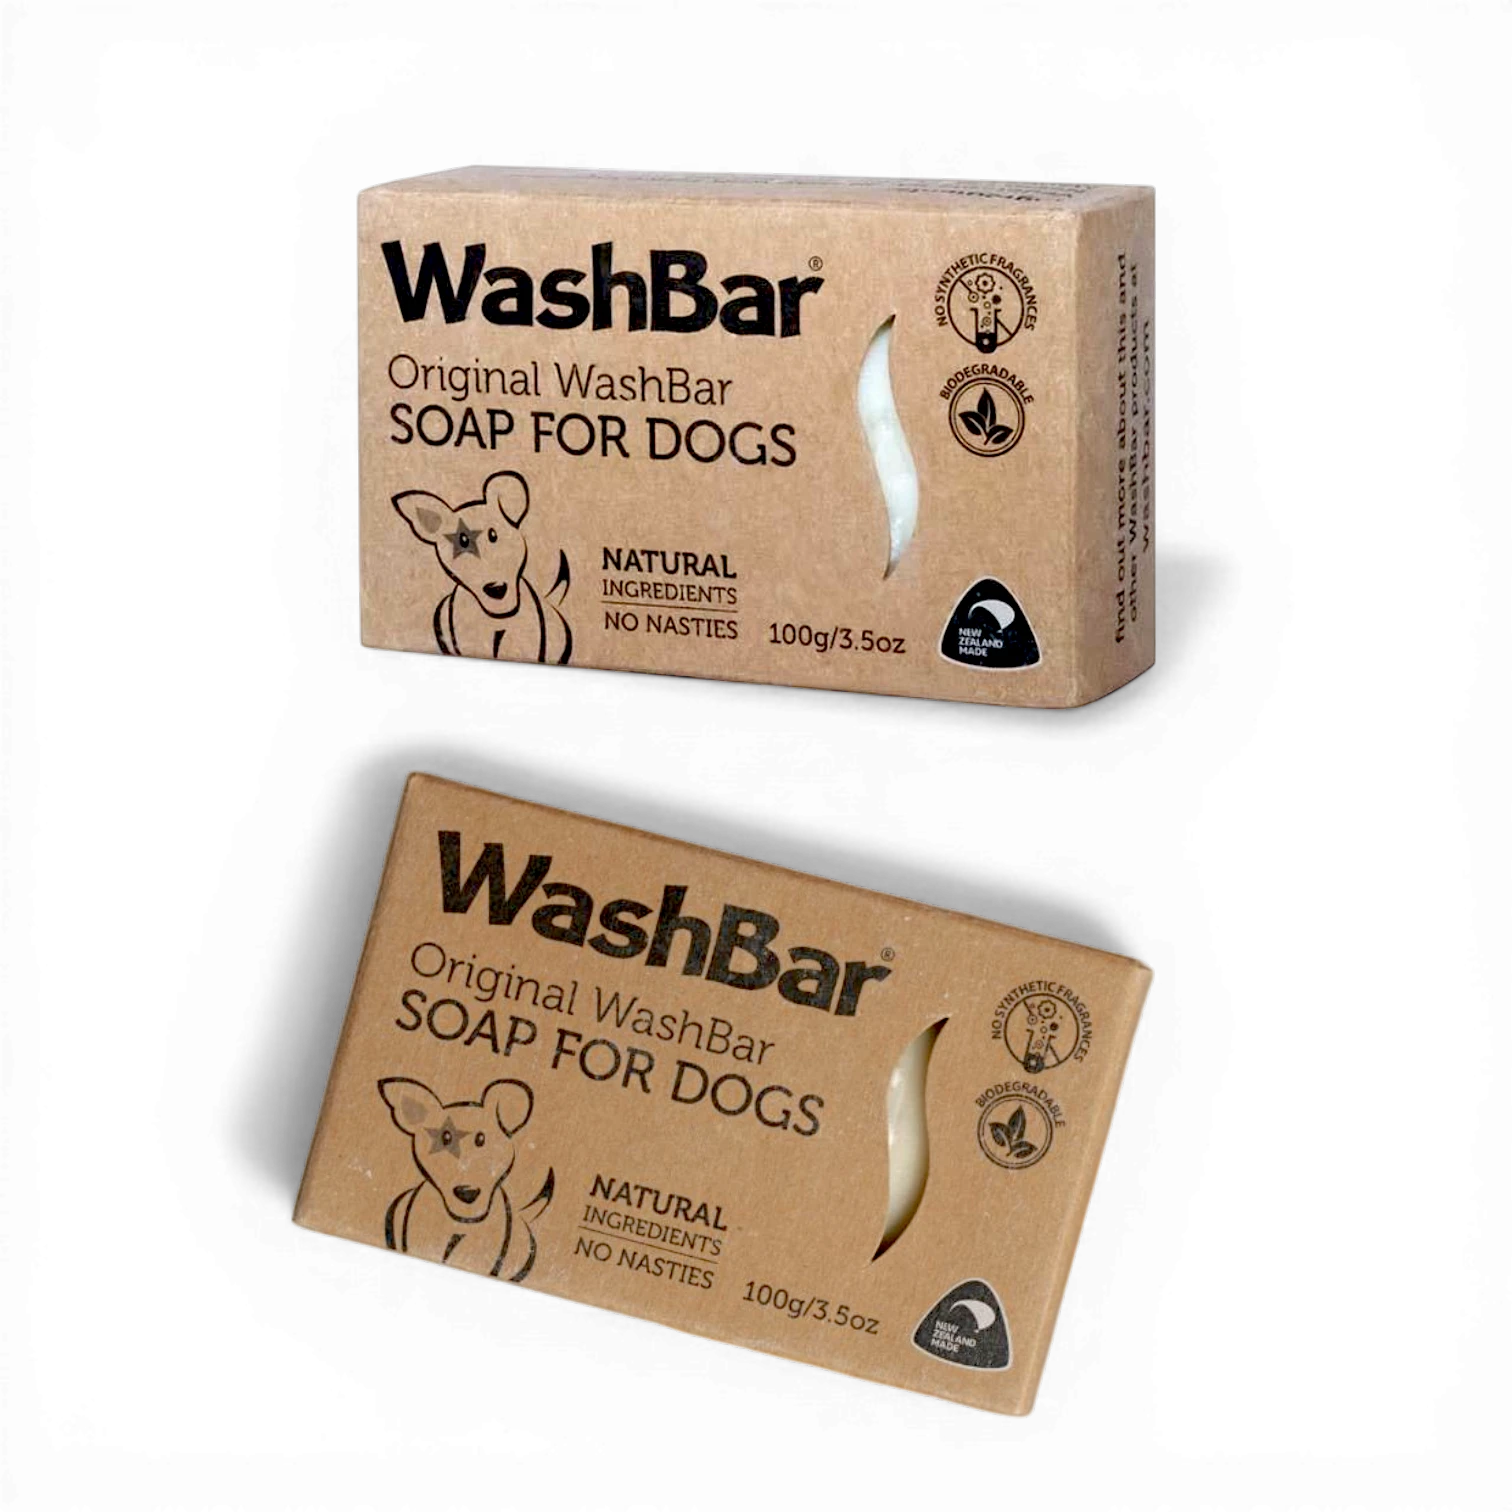 WashBar®
Original WashBar
SOAP FOR DOGS
NATURAL
INGREDIENTS
NO NASTIES
100g/3.5oz
NO SYNTHETIC FRAGRANCES
BIODEGRADABLE
NEW
ZEALAND
MADE
find out more about this and
other WashBar products at
washbar.com
WashBar®
Original WashBar
SOAP FOR DOGS
NATURAL
INGREDIENTS
NO NASTIES
100g/3.5oz
NO SYNTHETIC FRAGRANCES
BIODEGRADABLE
NEW
ZEALAND
MADE